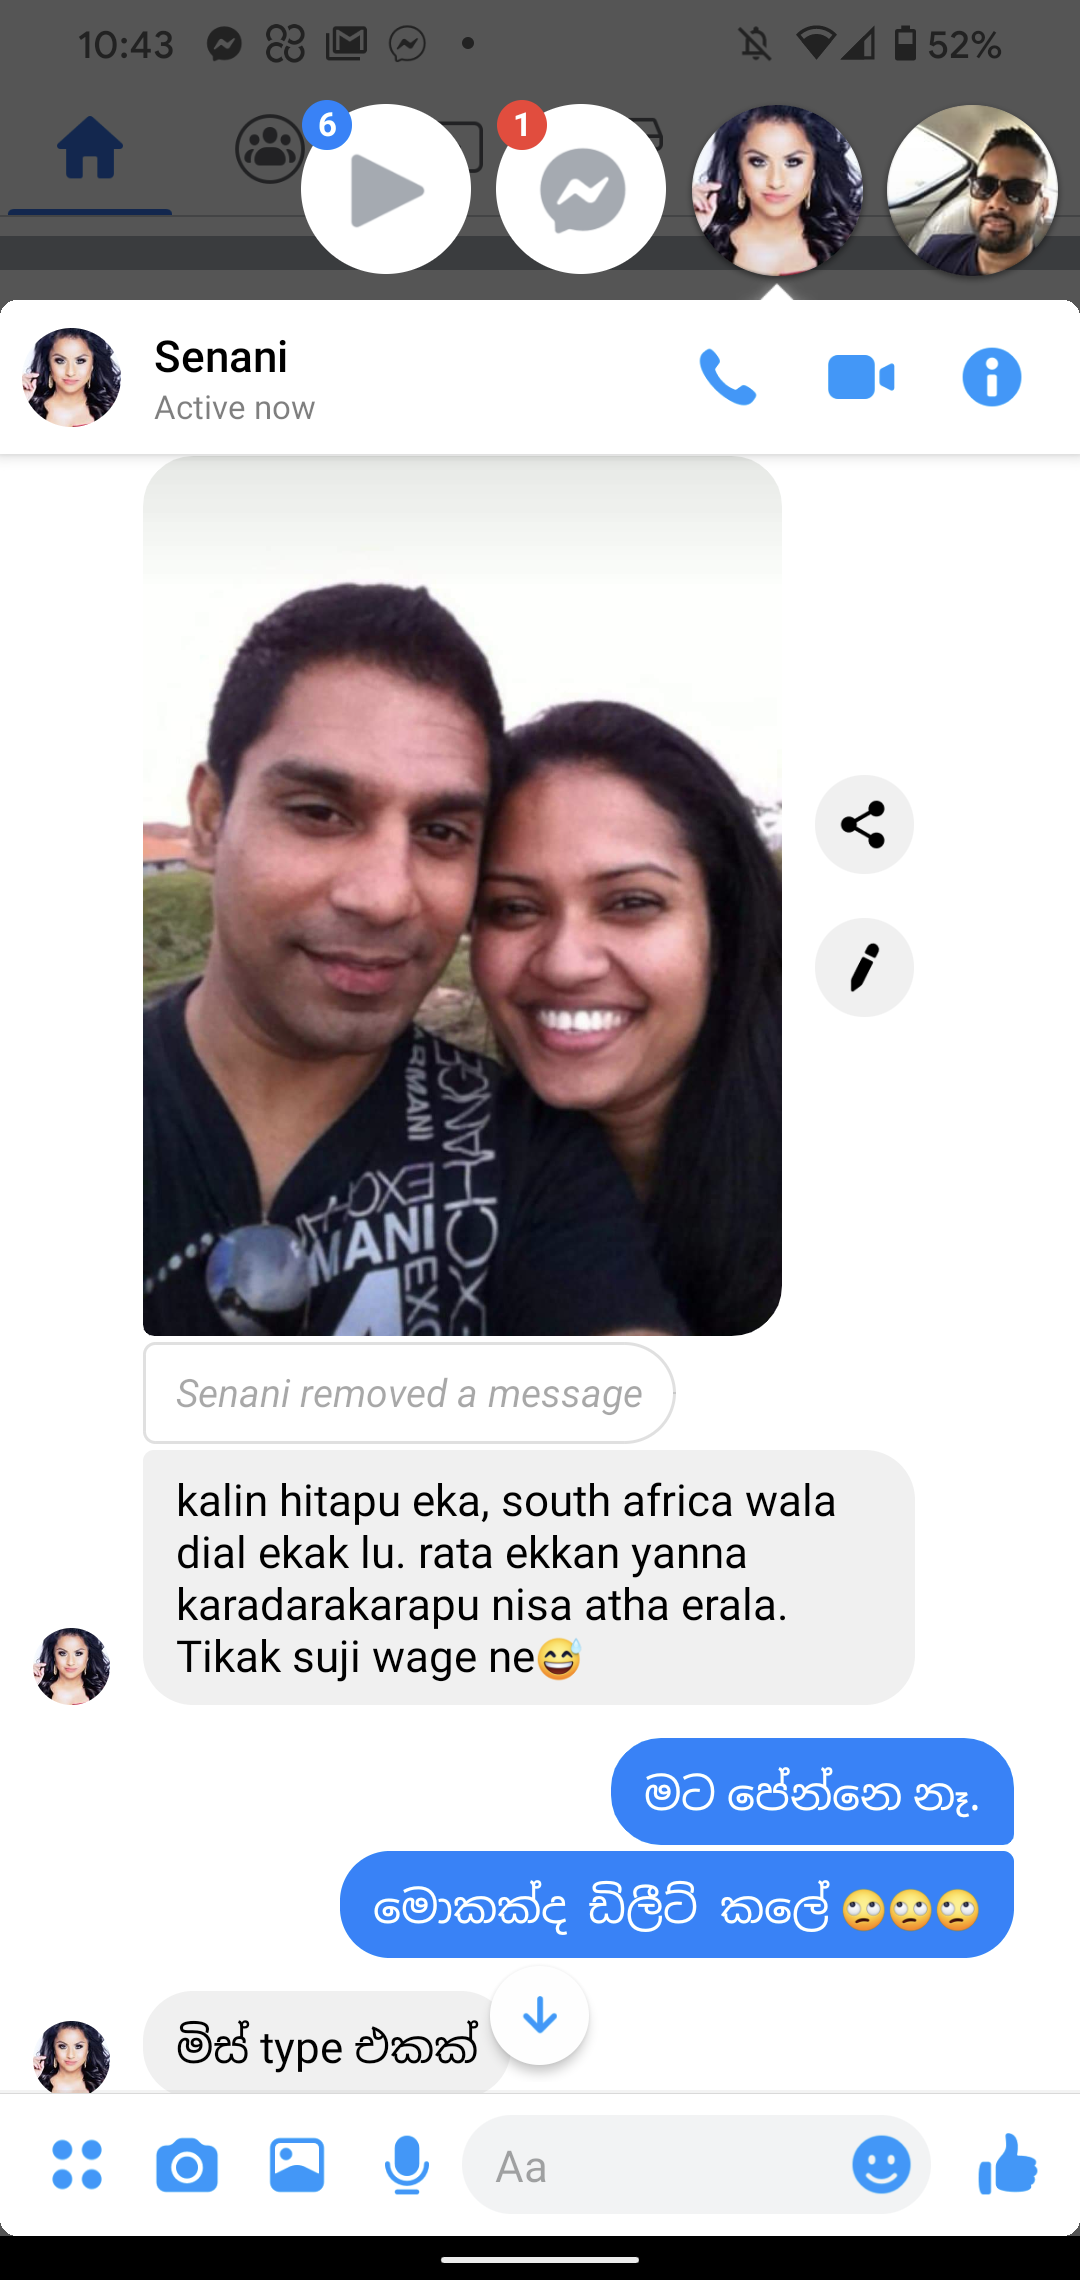 10:43
52%
6
1
Senani
Active now
ARMANI
EXCHANGE
EXCH
MANI
EXC
Senani removed a message
kalin hitapu eka, south africa wala
dial ekak lu. rata ekkan yanna
karadarakarapu nisa atha erala.
Tikak suji wage ne😅
මට පේන්නෙ නෑ.
මොකක්ද ඩිලීට් කලේ 🙄🙄🙄
මිස් type එකක්
Aa